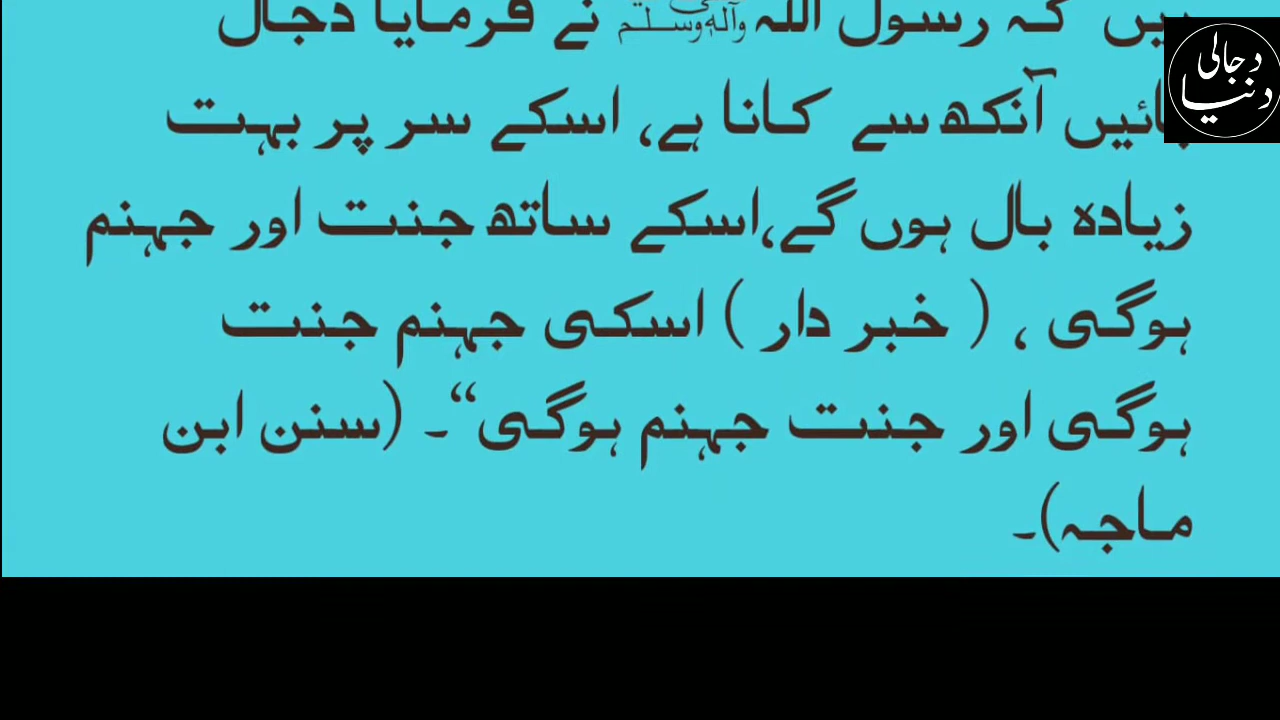 ہیں کہ رسول اللہ صلی اللہ علیہ وآلہٖ وسلم نے فرمایا دجال
بائیں آنکھ سے کانا ہے، اسکے سر پر بہت
زیادہ بال ہوں گے،اسکے ساتھ جنت اور جہنم
ہوگی ، ( خبر دار ) اسکی جہنم جنت
ہوگی اور جنت جہنم ہوگی“۔ (سنن ابن
ماجہ)۔
دجالی
دنیا